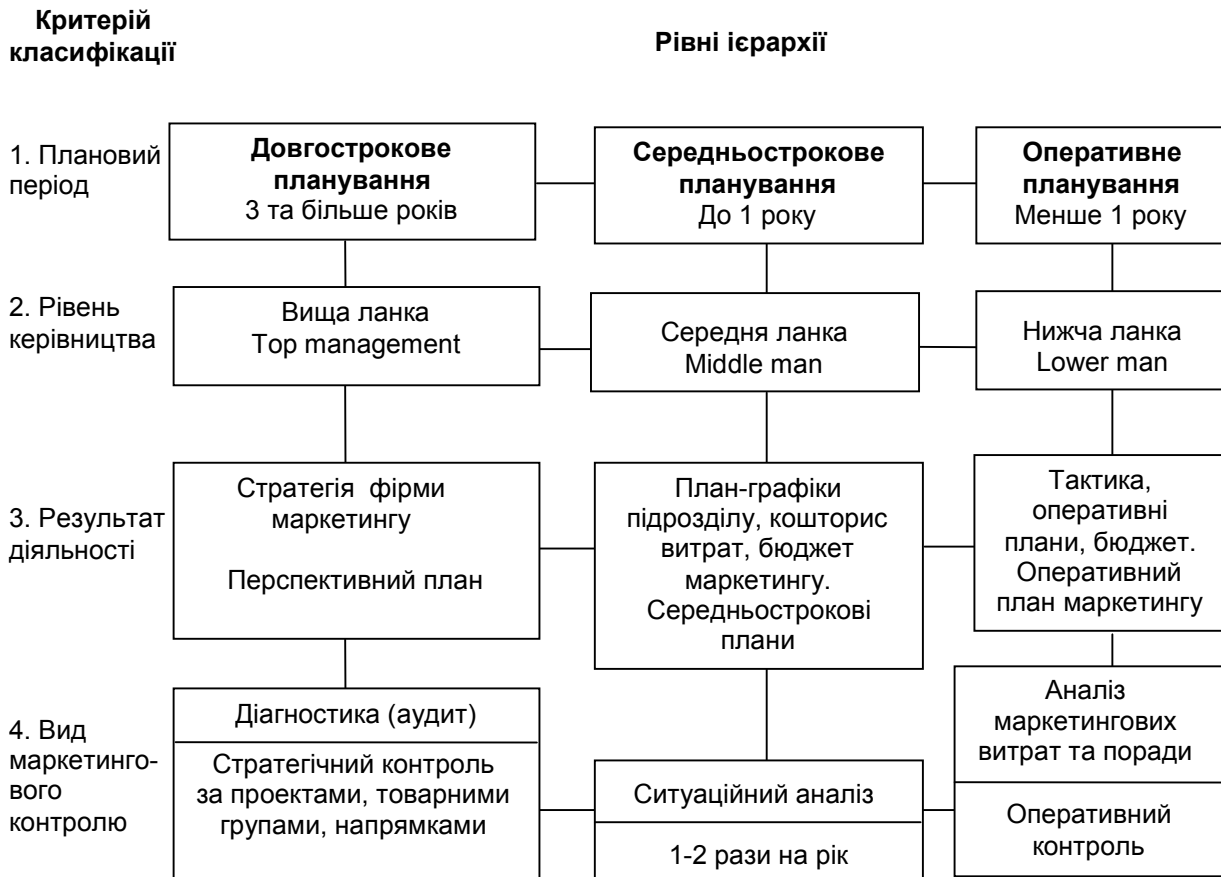 Критерій
класифікації
Рівні ієрархії
1. Плановий
період
Довгострокове
планування
3 та більше років
Середньострокове
планування
До 1 року
Оперативне
планування
Менше 1 року
2. Рівень
керівництва
Вища ланка
Top management
Середня ланка
Middle man
Нижча ланка
Lower man
3. Результат
діяльності
Стратегія фірми
маркетингу
Перспективний план
План-графіки
підрозділу, кошторис
витрат, бюджет
маркетингу.
Середньострокові
плани
Тактика,
оперативні
плани, бюджет.
Оперативний
план маркетингу
4. Вид
маркетинго-
вого
контролю
Діагностика (аудит)
Стратегічний контроль
за проектами, товарними
групами, напрямками
Ситуаційний аналіз
1-2 рази на рік
Аналіз
маркетингових
витрат та поради
Оперативний
контроль